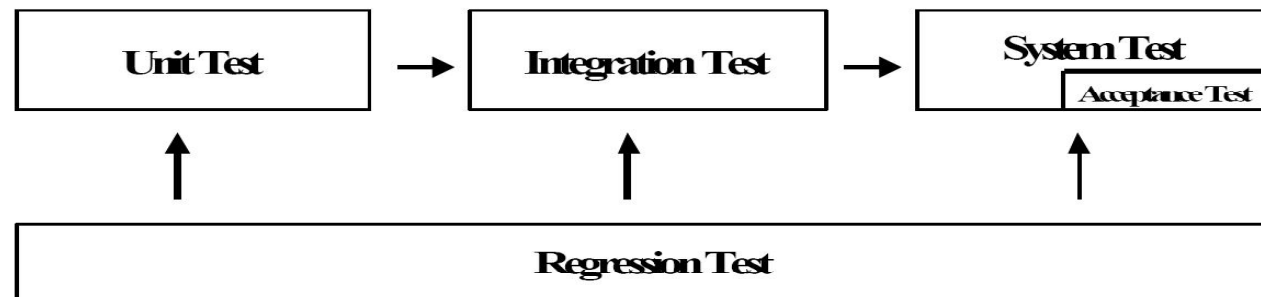 Unit Test
Integration Test
System Test
Acceptance Test
Regression Test